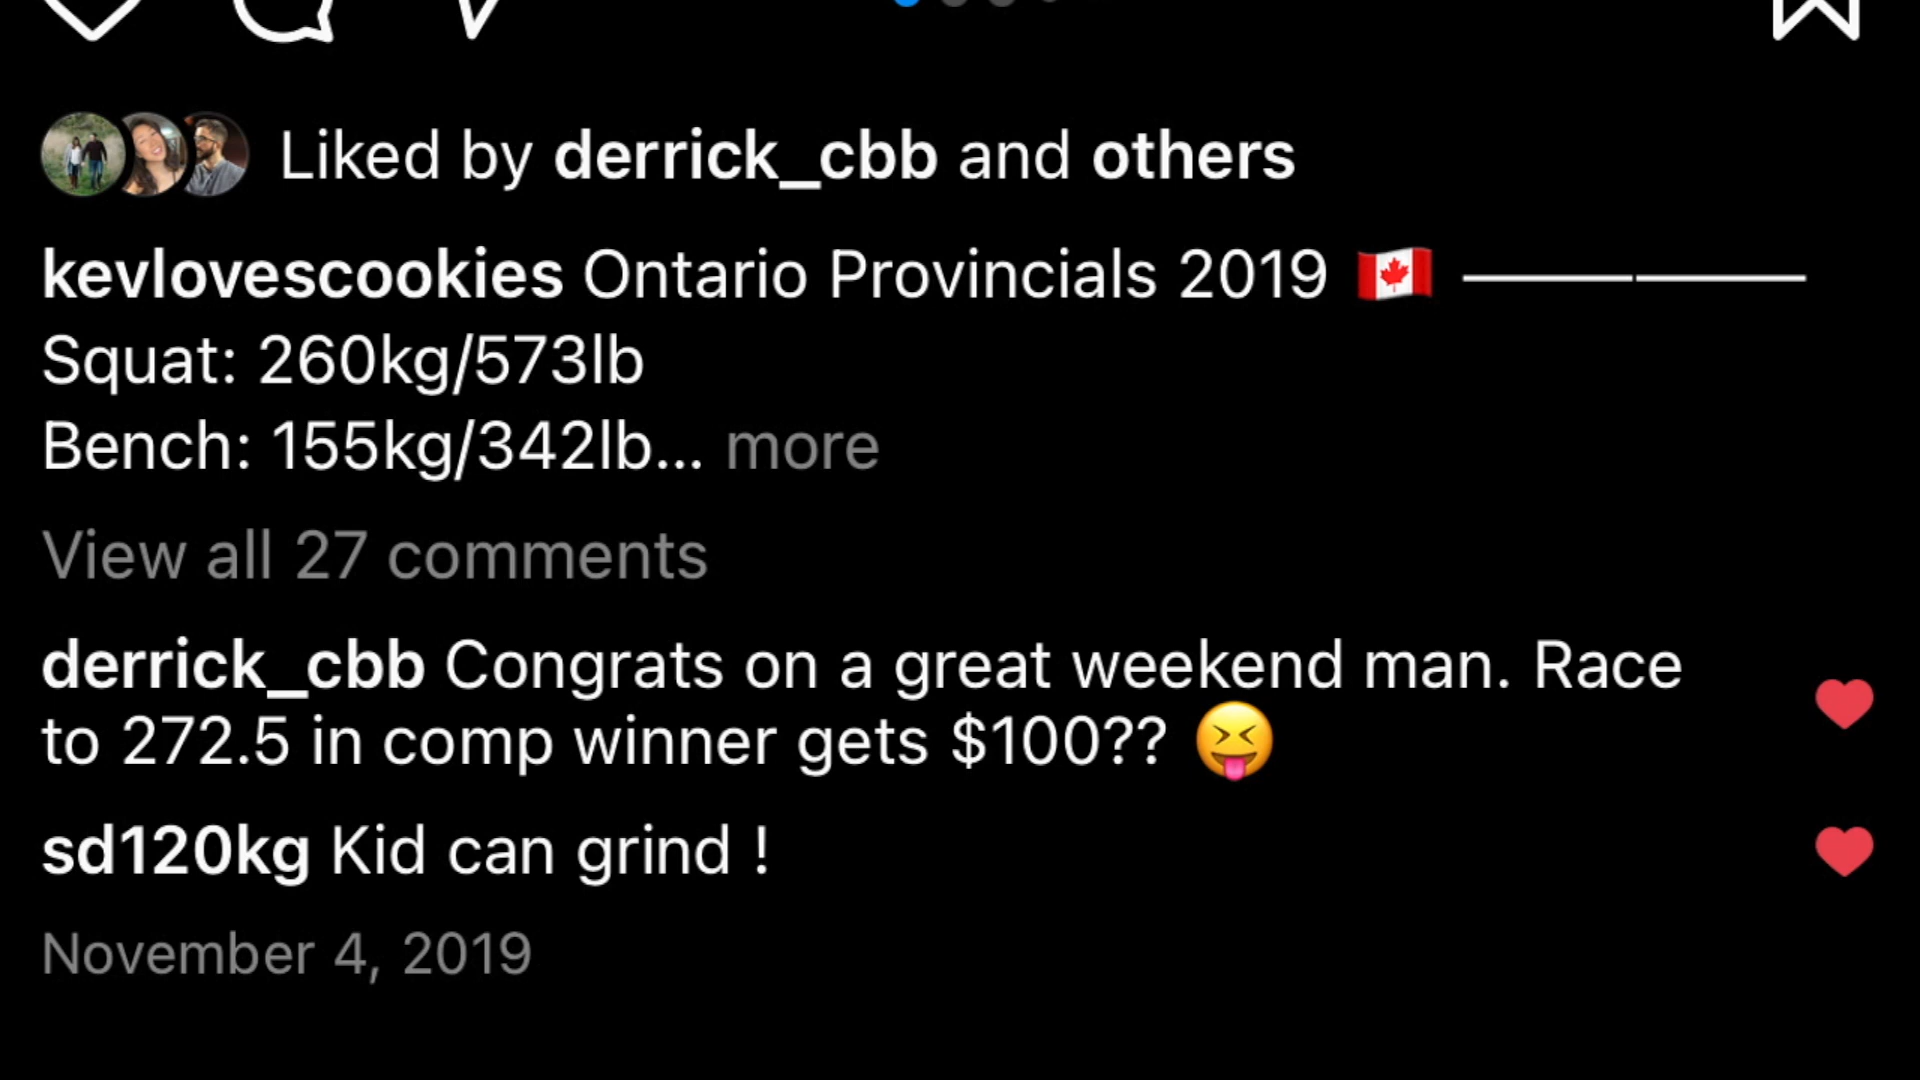 Liked by derrick_cbb and others
kevlovescookies Ontario Provincials 2019 🇨🇦 ——————
Squat: 260kg/573lb
Bench: 155kg/342lb... more
View all 27 comments
derrick_cbb Congrats on a great weekend man. Race
to 272.5 in comp winner gets $100?? 😝
sd120kg Kid can grind !
November 4, 2019